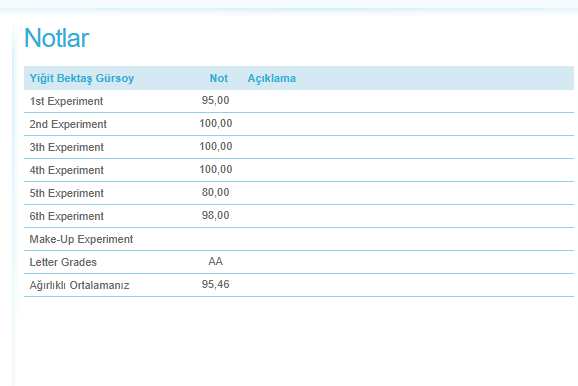 Notlar
Yiğit Bektaş Gürsoy Not Açıklama
1st Experiment 95,00
2nd Experiment 100,00
3th Experiment 100,00
4th Experiment 100,00
5th Experiment 80,00
6th Experiment 98,00
Make-Up Experiment
Letter Grades AA
Ağırlıklı Ortalamanız 95,46